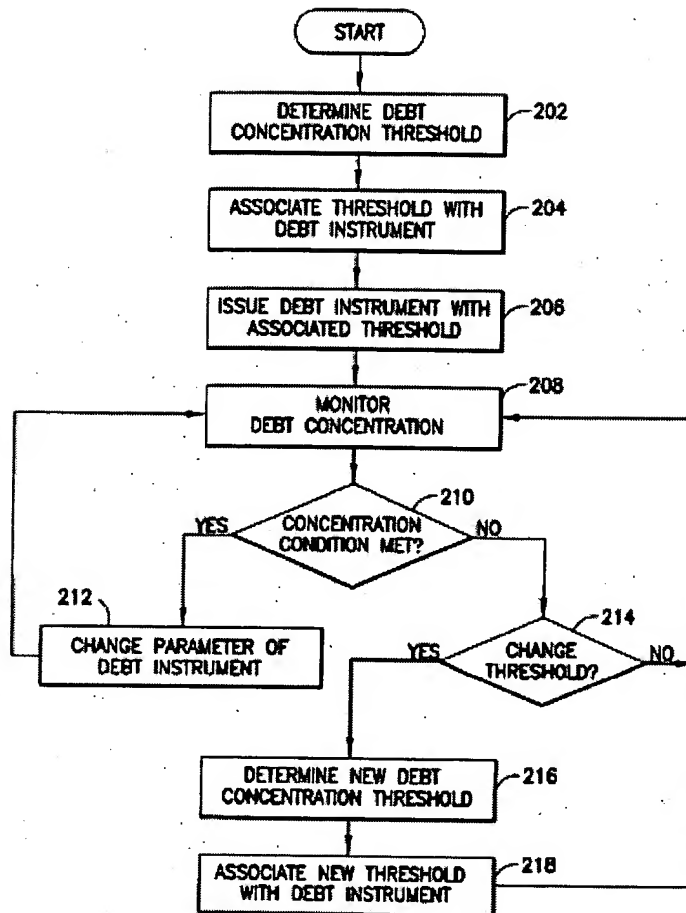 START
DETERMINE DEBT
CONCENTRATION THRESHOLD
202
ASSOCIATE THRESHOLD WITH
DEBT INSTRUMENT
204
ISSUE DEBT INSTRUMENT WITH
ASSOCIATED THRESHOLD
206
208
MONITOR
DEBT CONCENTRATION
210
YES
CONCENTRATION
CONDITION MET?
NO
212
CHANGE PARAMETER OF
DEBT INSTRUMENT
214
YES
CHANGE
THRESHOLD?
NO
DETERMINE NEW DEBT
CONCENTRATION THRESHOLD
216
ASSOCIATE NEW THRESHOLD
WITH DEBT INSTRUMENT
218